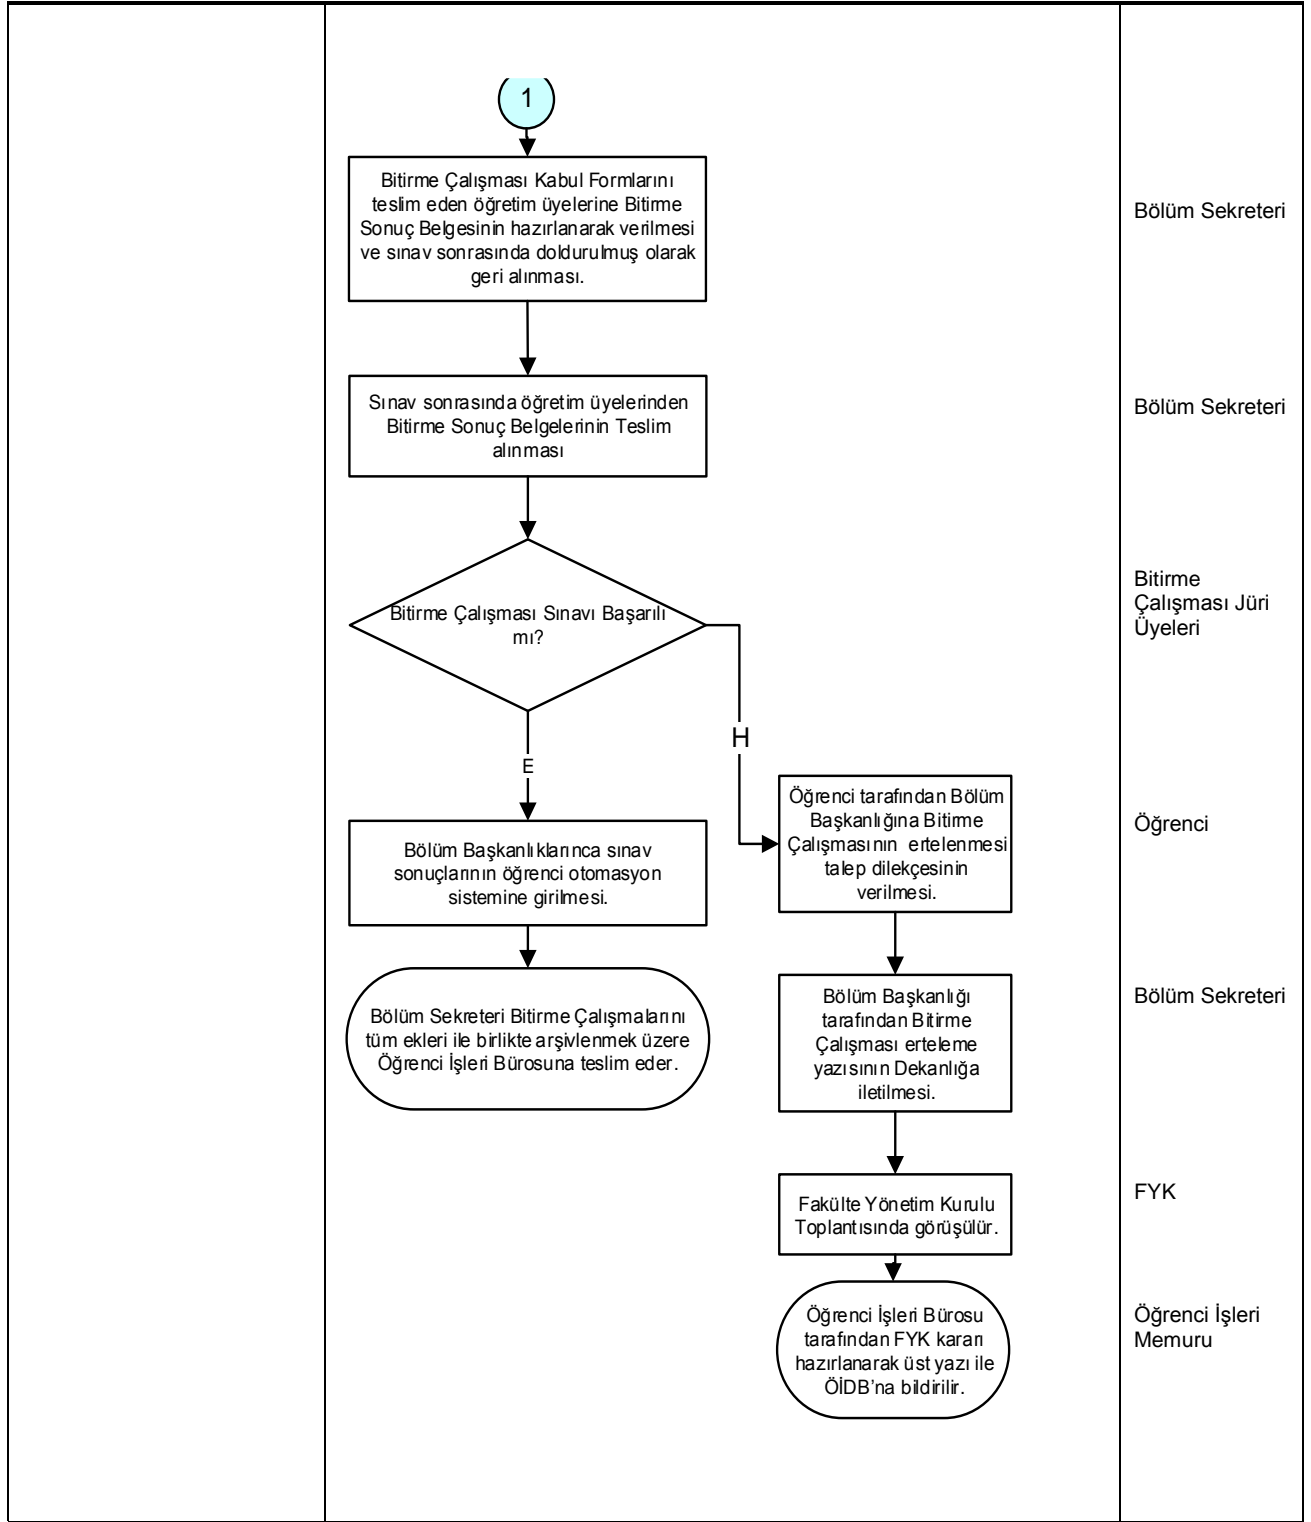 1
Bitirme Çalışması Kabul Formlarını
teslim eden öğretim üyelerine Bitirme
Sonuç Belgesinin hazırlanarak verilmesi
ve sınav sonrasında doldurulmuş olarak
geri alınması.
Bölüm Sekreteri
Sınav sonrasında öğretim üyelerinden
Bitirme Sonuç Belgelerinin Teslim
alınması
Bölüm Sekreteri
Bitirme Çalışması Sınavı Başarılı
mı?
Bitirme
Çalışması Jüri
Üyeleri
H
E
Öğrenci tarafından Bölüm
Başkanlığına Bitirme
Çalışmasının ertelenmesi
talep dilekçesinin
verilmesi.
Öğrenci
Bölüm Başkanlıklarınca sınav
sonuçlarının öğrenci otomasyon
sistemine girilmesi.
Bölüm Sekreteri Bitirme Çalışmalarını
tüm ekleri ile birlikte arşivlenmek üzere
Öğrenci İşleri Bürosuna teslim eder.
Bölüm Başkanlığı
tarafından Bitirme
Çalışması erteleme
yazısının Dekanlığa
iletilmesi.
Bölüm Sekreteri
Fakülte Yönetim Kurulu
Toplantısında görüşülür.
FYK
Öğrenci İşleri Bürosu
tarafından FYK kararı
hazırlanarak üst yazı ile
ÖİDB’na bildirilir.
Öğrenci İşleri
Memuru